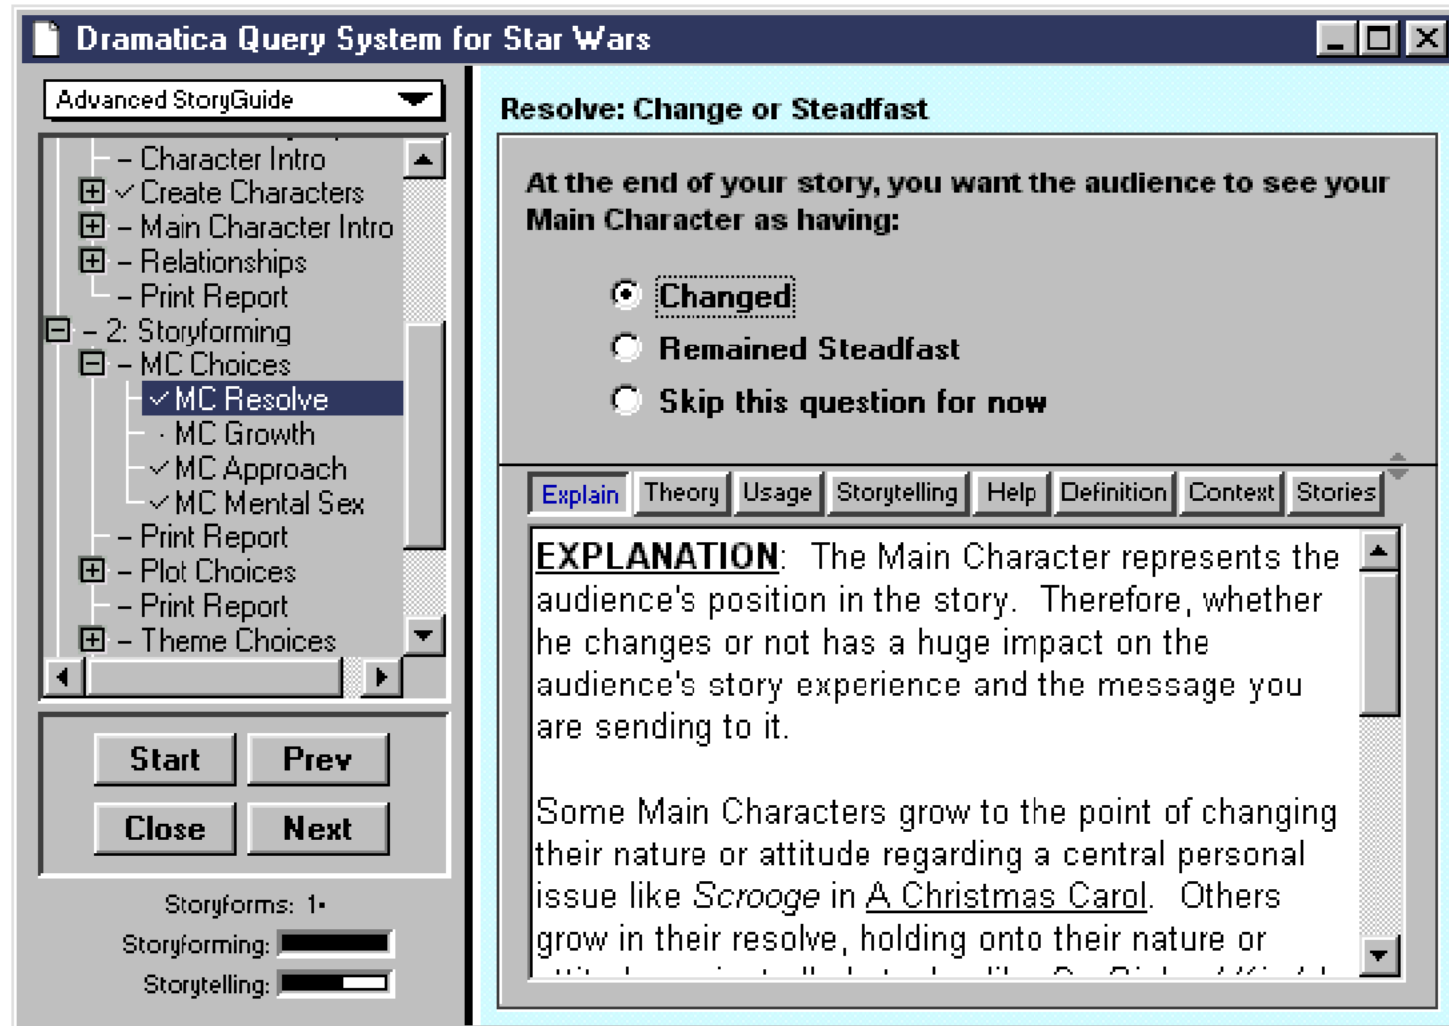 Dramatica Query System for Star Wars
Advanced StoryGuide
– Character Intro
✓ Create Characters
– Main Character Intro
– Relationships
– Print Report
– 2: Storyforming
– MC Choices
✓ MC Resolve
· MC Growth
✓ MC Approach
✓ MC Mental Sex
– Print Report
– Plot Choices
– Print Report
– Theme Choices
Start Prev
Close Next
Storyforms: 1•
Storyforming:
Storytelling:
Resolve: Change or Steadfast
At the end of your story, you want the audience to see your
Main Character as having:
Changed
Remained Steadfast
Skip this question for now
Explain Theory Usage Storytelling Help Definition Context Stories
EXPLANATION: The Main Character represents the
audience's position in the story. Therefore, whether
he changes or not has a huge impact on the
audience's story experience and the message you
are sending to it.
Some Main Characters grow to the point of changing
their nature or attitude regarding a central personal
issue like Scrooge in A Christmas Carol. Others
grow in their resolve, holding onto their nature or